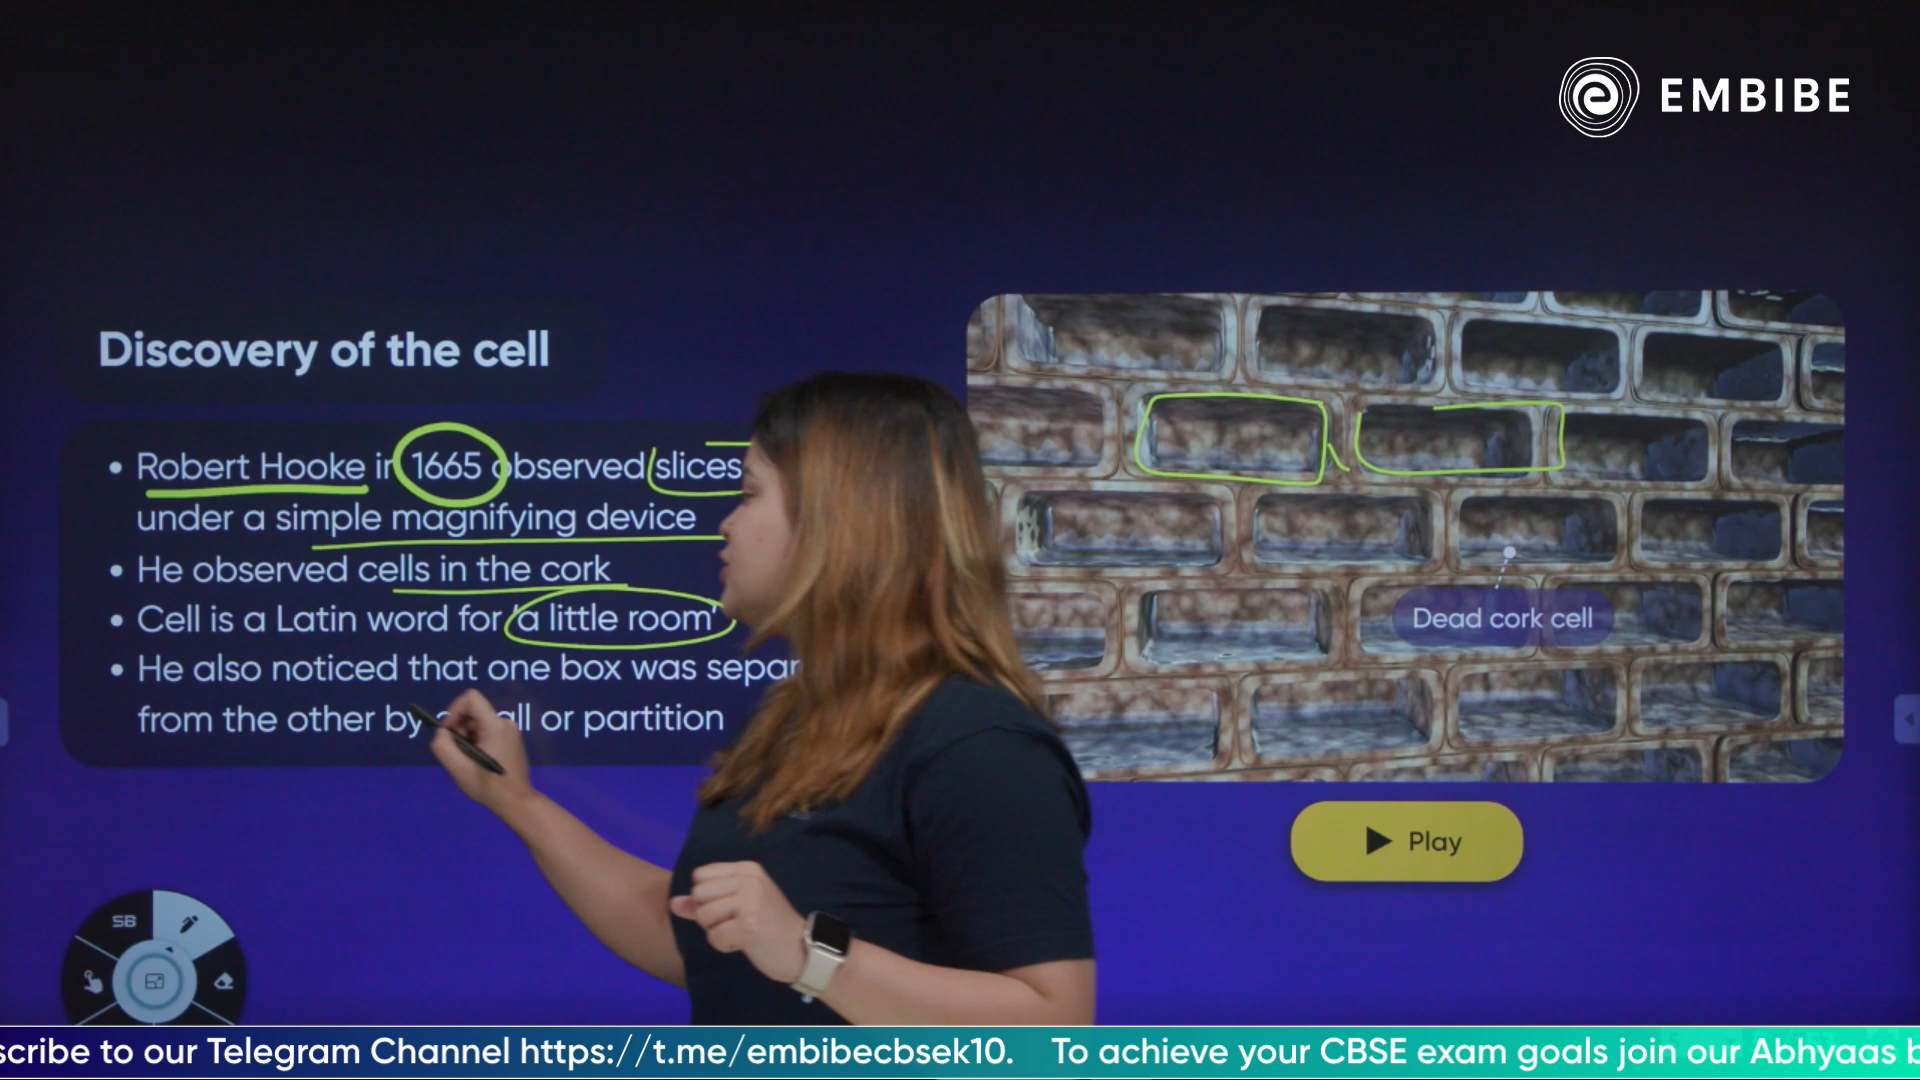 EMBIBE
Discovery of the cell
• Robert Hooke in 1665 observed slices
under a simple magnifying device
• He observed cells in the cork
• Cell is a Latin word for 'a little room'
• He also noticed that one box was
from the other by or partition
Dead cork cell
Play
SB
scribe to our Telegram Channel https://t.me/embibecbsek10. To achieve your CBSE exam goals join our Abhyaas b